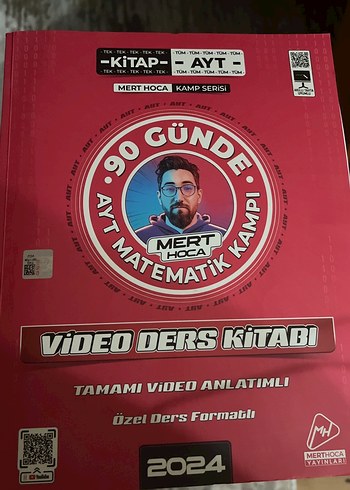 - TEK - TEK - TEK - TEK - TEK -
-KİTAP-
- TEK - TEK - TEK - TEK - TEK -
- TÜM - TÜM - TÜM - TÜM - TÜM -
- AYT -
- TÜM - TÜM - TÜM - TÜM - TÜM -
MERT HOCA KAMP SERİSİ
• 90 GÜNDE •
AYT MATEMATİK KAMPI
MERT
HOCA
VİDEO DERS KİTABI
TAMAMI VİDEO ANLATIMLI
Özel Ders Formatlı
2024
YouTube
MH
MERTHOCA
YAYINLARI